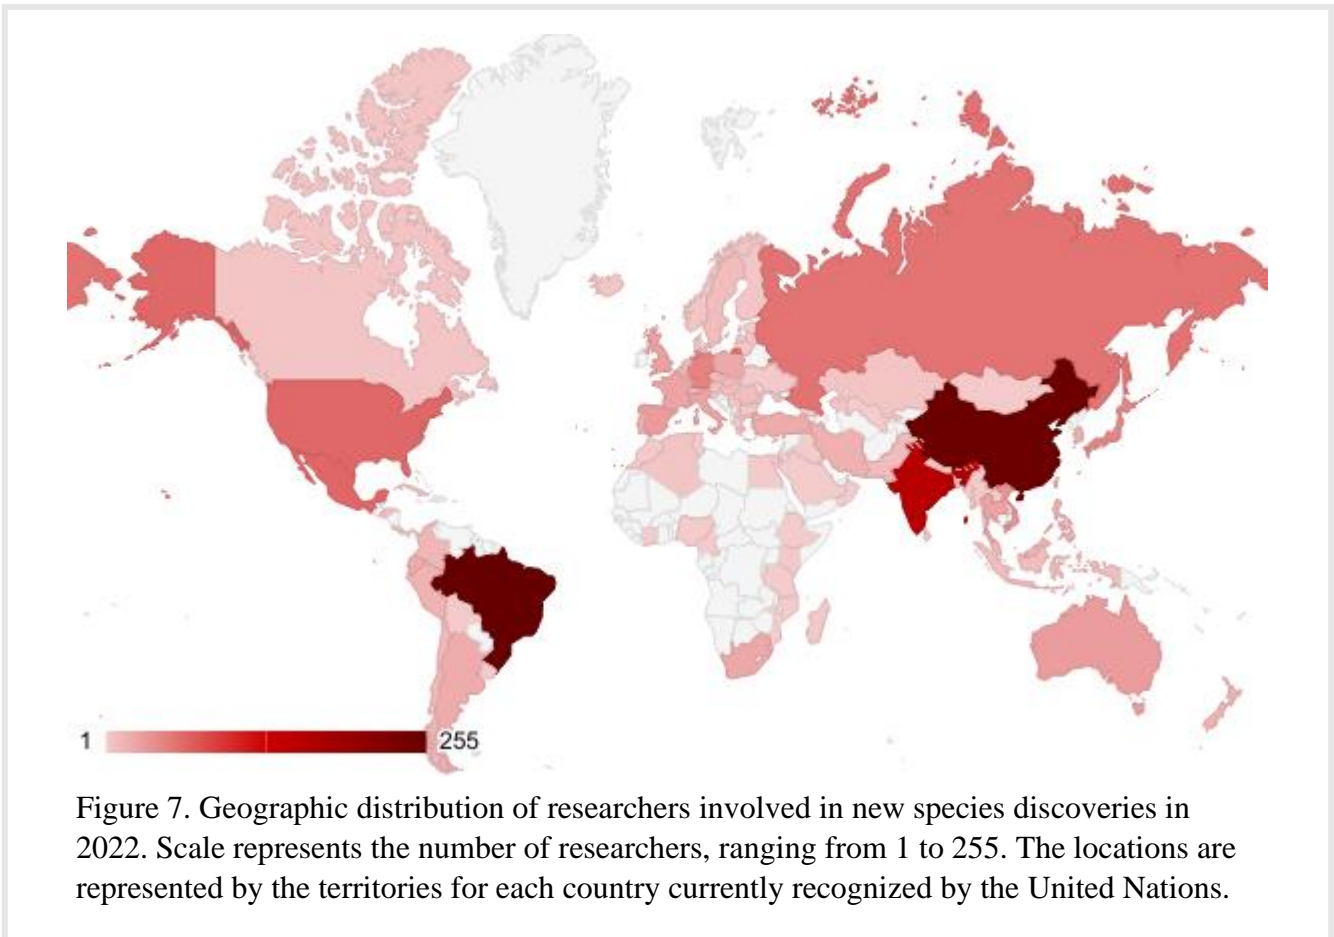 1
255
Figure 7. Geographic distribution of researchers involved in new species discoveries in
2022. Scale represents the number of researchers, ranging from 1 to 255. The locations are
represented by the territories for each country currently recognized by the United Nations.